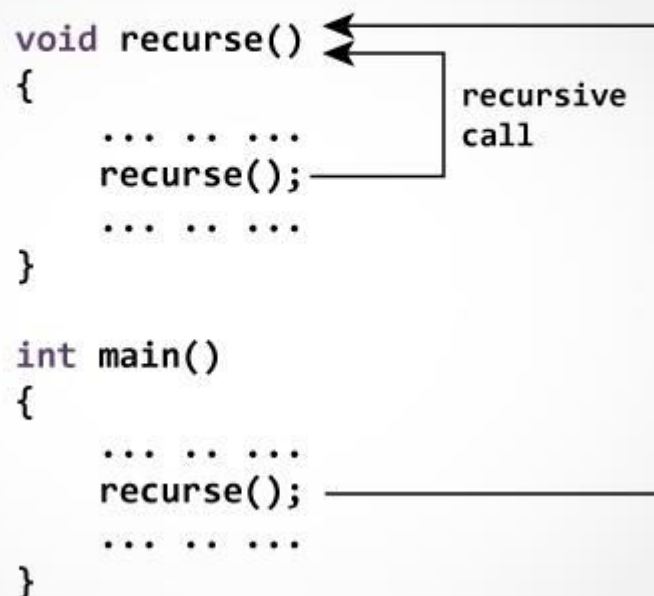 void recurse()
{
... .. ...
recurse();
... .. ...
}
recursive
call
int main()
{
... .. ...
recurse();
... .. ...
}